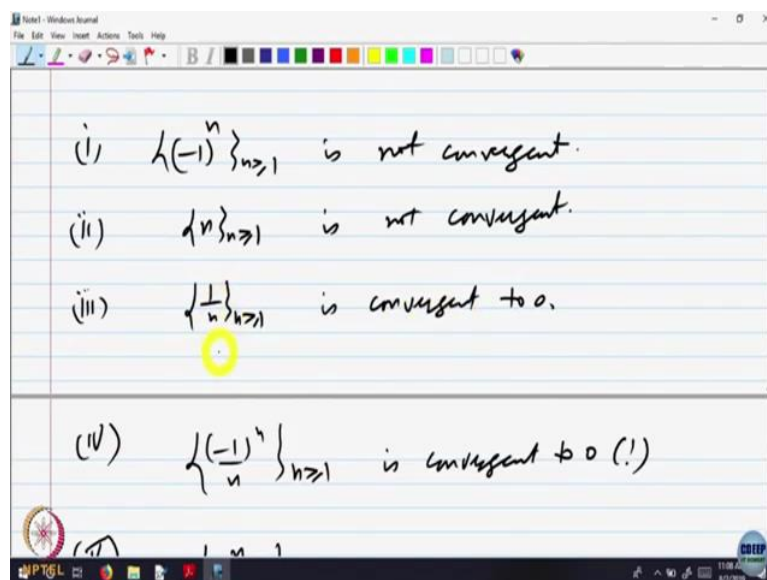 Note1 - Windows Journal
File Edit View Insert Actions Tools Help
B I
(i) {(-1)^n}_{n≥1} is not convergent.
(ii) {n}_{n≥1} is not convergent.
(iii) {1/n}_{n≥1} is convergent to 0.
(iv) {(-1)^n/n}_{n≥1} is convergent to 0 (!)
NPTEL
CDEEP